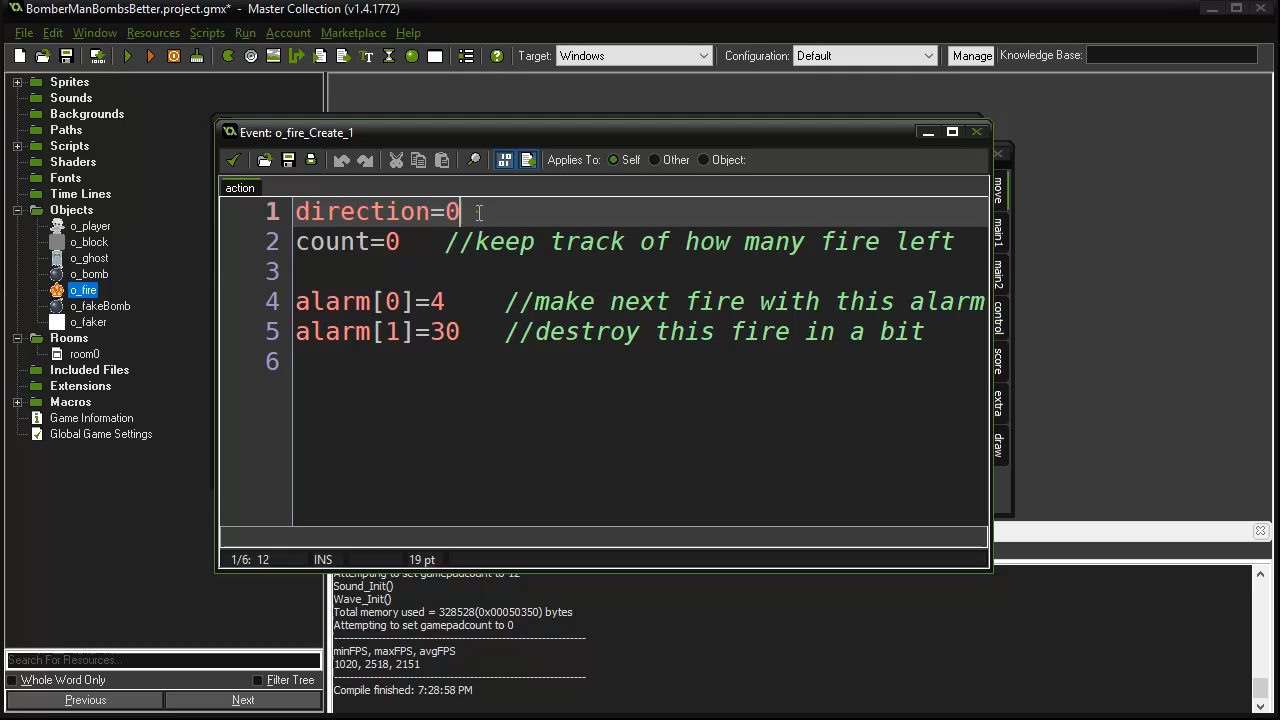 BomberManBombsBetter.project.gmx* - Master Collection (v1.4.1772)
File Edit Window Resources Scripts Run Account Marketplace Help
Target: Windows Configuration: Default Manage Knowledge Base:
Sprites
Sounds
Backgrounds
Paths
Scripts
Shaders
Fonts
Time Lines
Objects
o_player
o_block
o_ghost
o_bomb
o_fire
o_fakeBomb
o_faker
Rooms
room0
Included Files
Extensions
Macros
Game Information
Global Game Settings
Search For Resources...
Whole Word Only Filter Tree
Previous Next
Event: o_fire_Create_1
Applies To: Self Other Object:
action
1 direction=0
2 count=0 //keep track of how many fire left
3
4 alarm[0]=4 //make next fire with this alarm
5 alarm[1]=30 //destroy this fire in a bit
6
1/6: 12 INS 19 pt
move
main1
main2
control
score
extra
draw
Attempting to set gamepadcount to 12
Sound_Init()
Wave_Init()
Total memory used = 328528(0x00050350) bytes
Attempting to set gamepadcount to 0
minFPS, maxFPS, avgFPS
1020, 2518, 2151
Compile finished: 7:28:58 PM